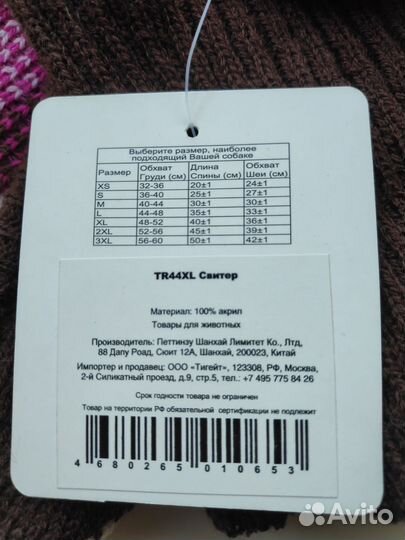 Выберите размер, наиболее
подходящий Вашей собаке
Размер Обхват Груди (см) Длина Спины (см) Обхват Шеи (см)
XS 32-36 20±1 24±1
S 36-40 25±1 27±1
M 40-44 30±1 30±1
L 44-48 35±1 33±1
XL 48-52 40±1 36±1
2XL 52-56 45±1 39±1
3XL 56-60 50±1 42±1
TR44XL Свитер
Материал: 100% акрил
Товары для животных
Производитель: Петтинзу Шанхай Лимитет Ко., Лтд,
88 Дапу Роад, Сюит 12А, Шанхай, 200023, Китай
Импортер и продавец: ООО «Тигейт», 123308, РФ, Москва,
2-й Силикатный проезд, д.9, стр.5, тел.: +7 495 775 84 26
Срок годности товара не ограничен
Товар на территории РФ обязательной сертификации не подлежит
4 680265 010653
Avito